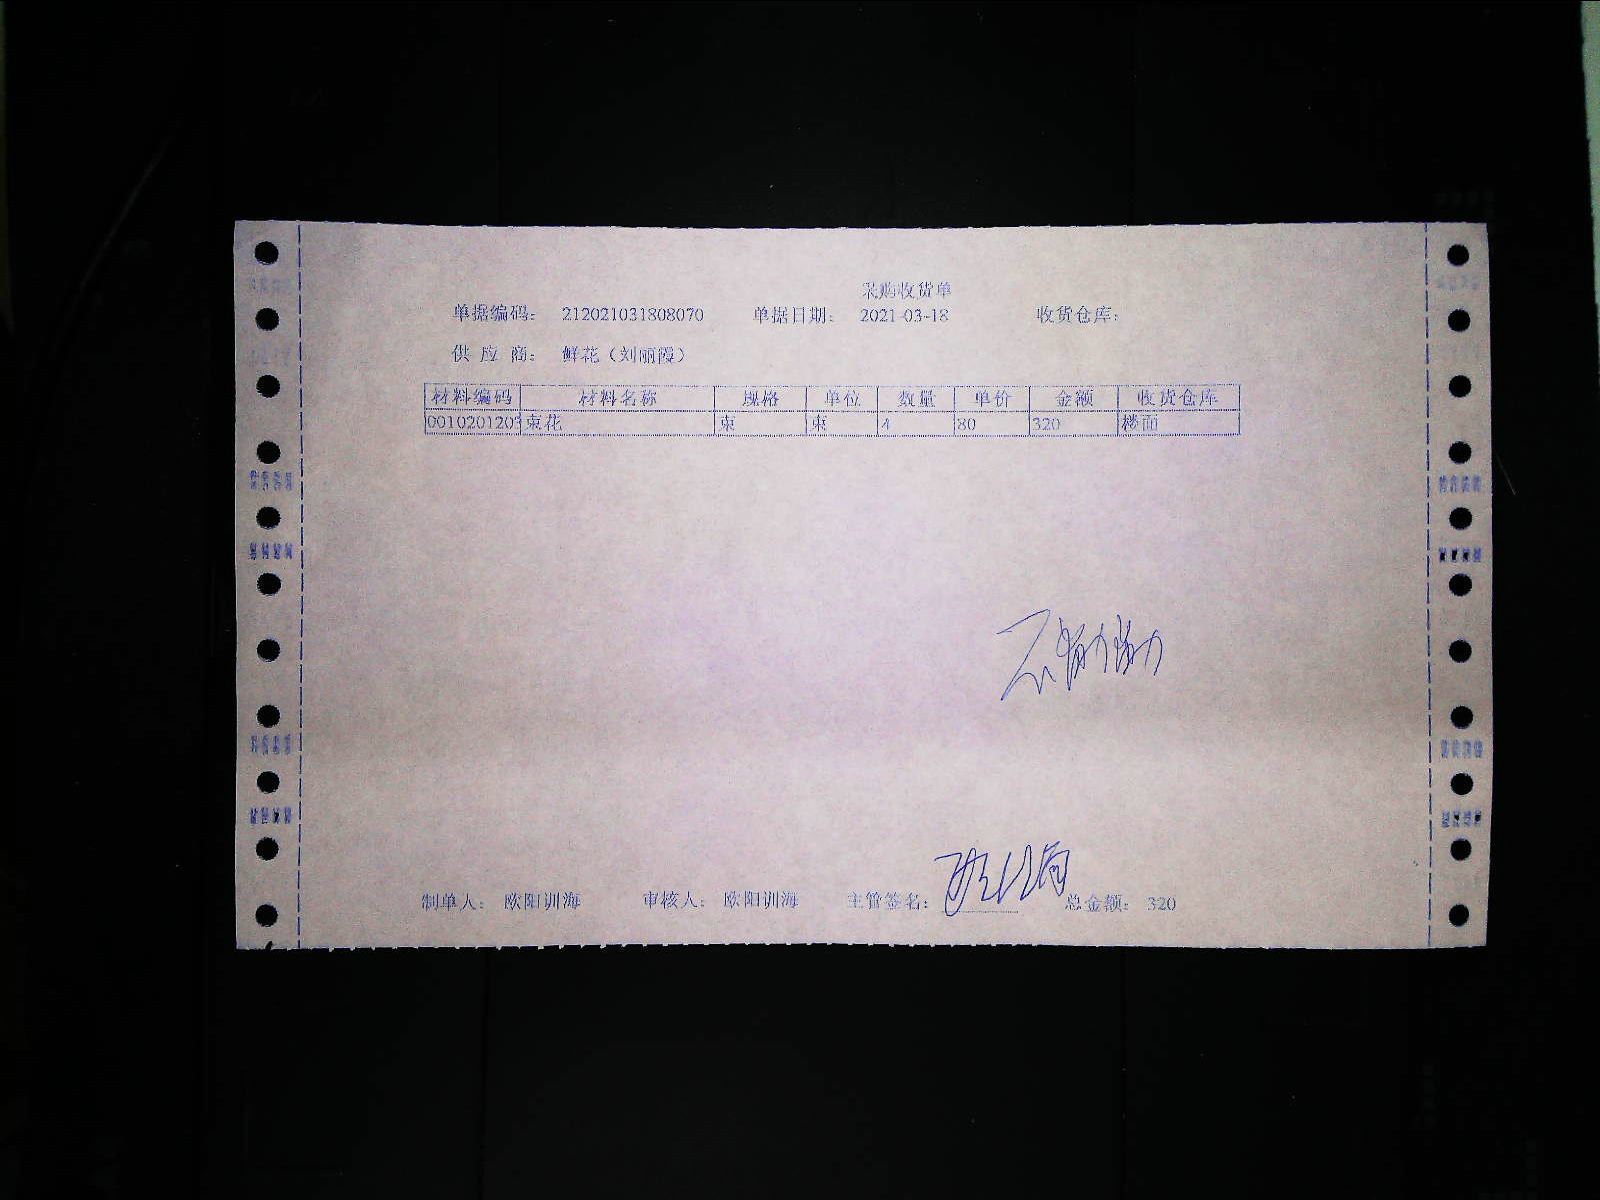 采购收货单
单据编码： 212021031808070 单据日期： 2021-03-18 收货仓库：
供 应 商： 鲜花（刘丽霞）
材料编码 材料名称 规格 单位 数量 单价 金额 收货仓库
0010201203 束花 束 束 4 80 320 楼面
制单人： 欧阳训海 审核人： 欧阳训海 主管签名： 总金额： 320